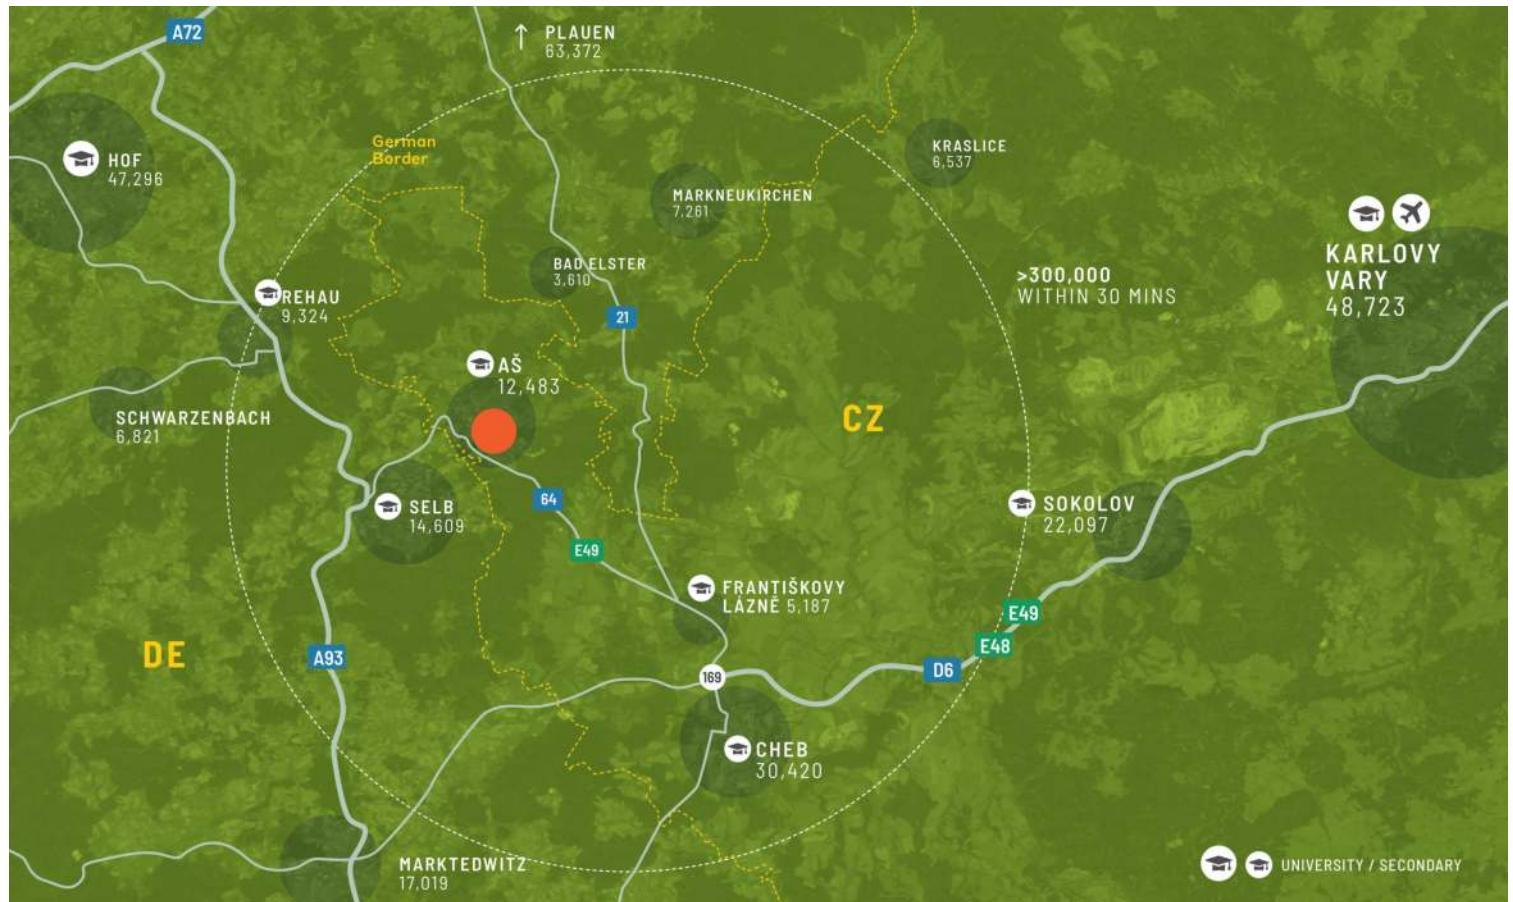 A72
PLAUEN
63,372
German
Border
HOF
47,296
KRASLICE
6,537
MARKNEUKIRCHEN
7,261
BAD ELSTER
3,610
>300,000
WITHIN 30 MINS
KARLOVY
VARY
48,723
REHAU
9,324
21
AŠ
12,483
SCHWARZENBACH
6,821
CZ
64
SELB
14,609
SOKOLOV
22,097
E49
FRANTIŠKOVY
LÁZNĚ 5,187
E49
E48
DE
A93
169
D6
CHEB
30,420
MARKTEDWITZ
17,019
UNIVERSITY / SECONDARY